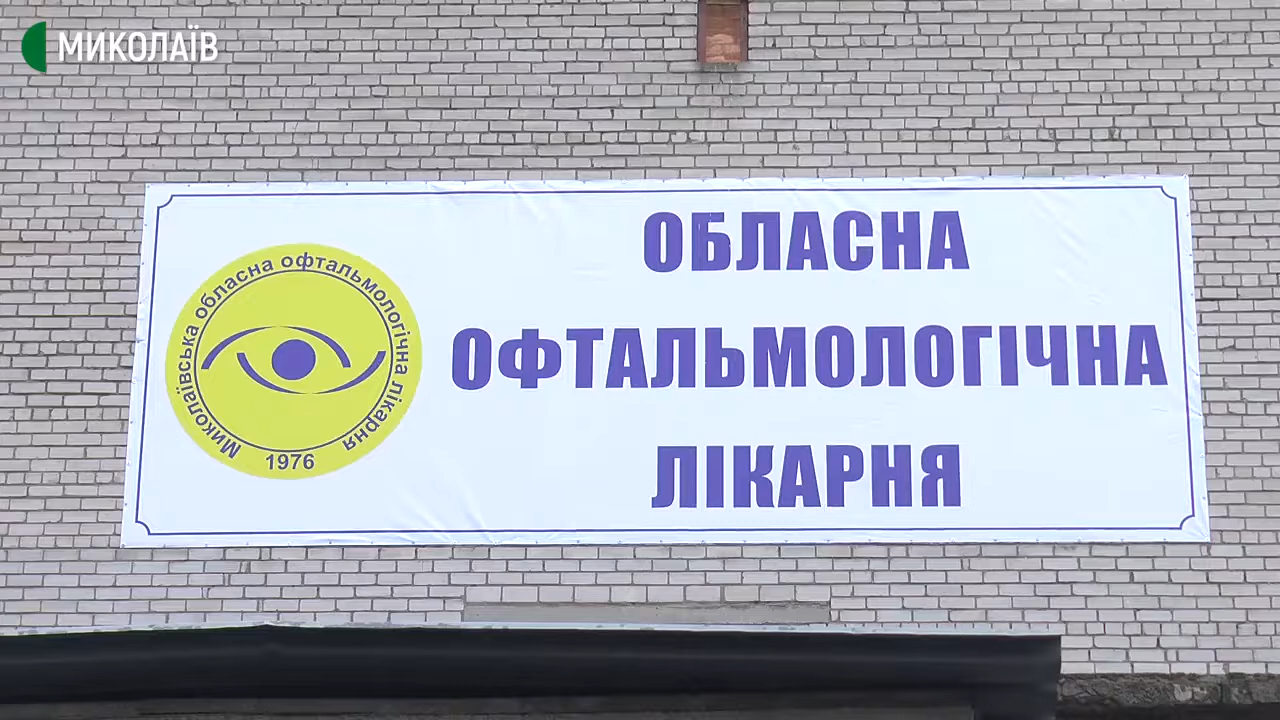 МИКОЛАЇВ
ОБЛАСНА
ОФТАЛЬМОЛОГІЧНА
ЛІКАРНЯ
Миколаївська обласна офтальмологічна лікарня
1976